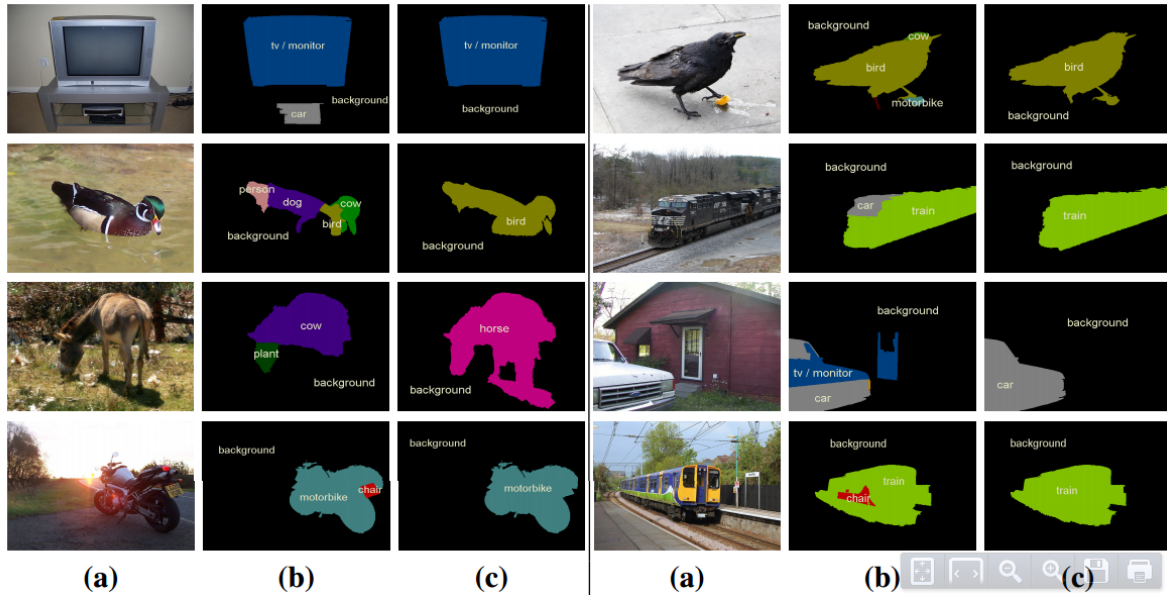 tv / monitor
car
background
tv / monitor
background
background
cow
bird
motorbike
bird
background
person
dog
cow
bird
background
bird
background
background
car
train
background
train
cow
plant
background
horse
background
background
tv / monitor
car
background
car
background
motorbike
chair
background
motorbike
background
train
chair
background
train
(a) (b) (c) (a) (b) (c)